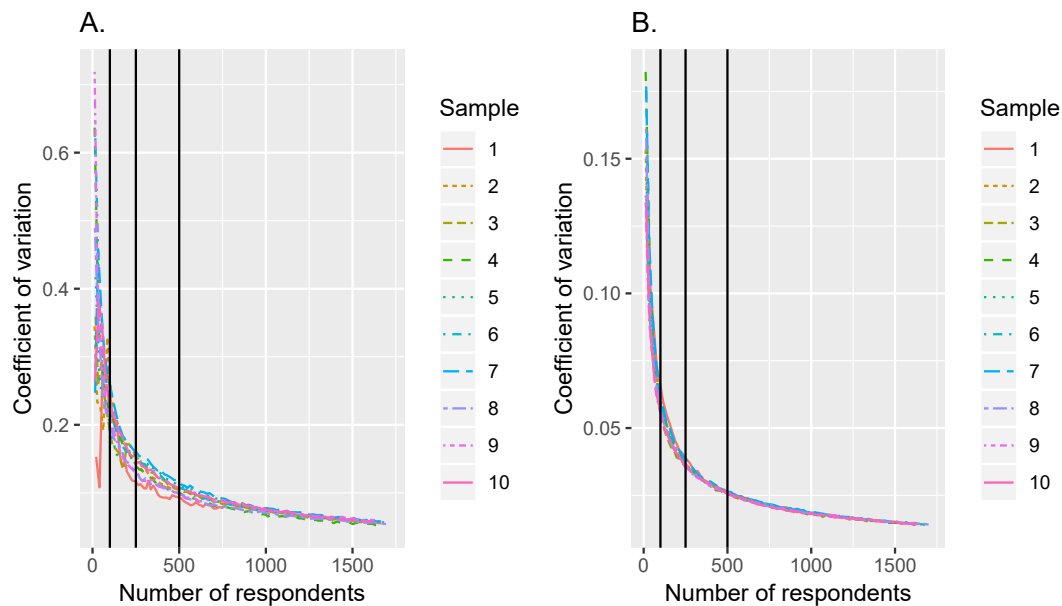 A.
Coefficient of variation
0.6
0.4
0.2
0 500 1000 1500
Number of respondents
Sample
1
2
3
4
5
6
7
8
9
10
B.
Coefficient of variation
0.15
0.10
0.05
0 500 1000 1500
Number of respondents
Sample
1
2
3
4
5
6
7
8
9
10